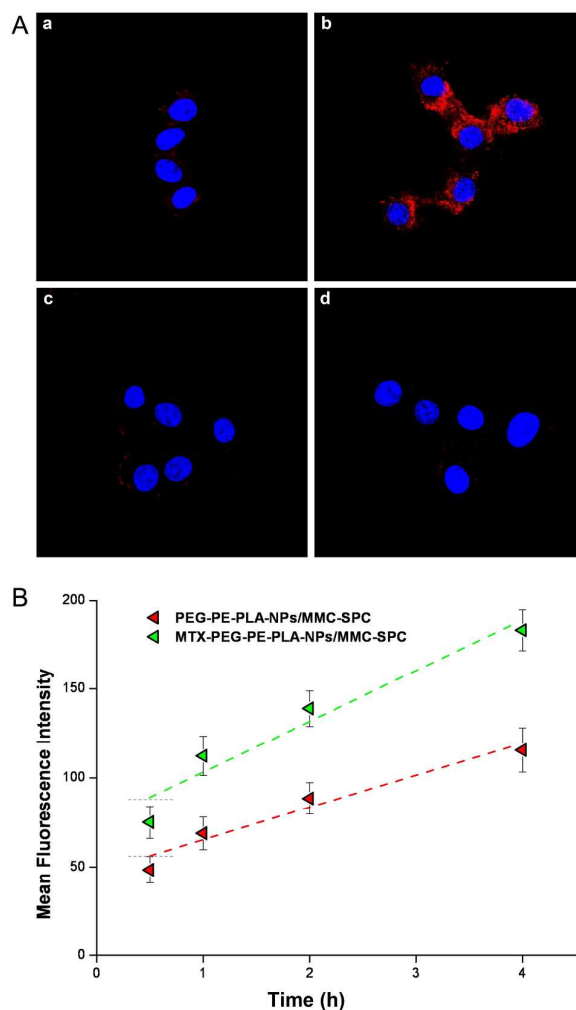 A
a
b
c
d
B
200
PEG-PE-PLA-NPs/MMC-SPC
MTX-PEG-PE-PLA-NPs/MMC-SPC
150
100
50
0
Mean Fluorescence Intensity
0 1 2 3 4
Time (h)